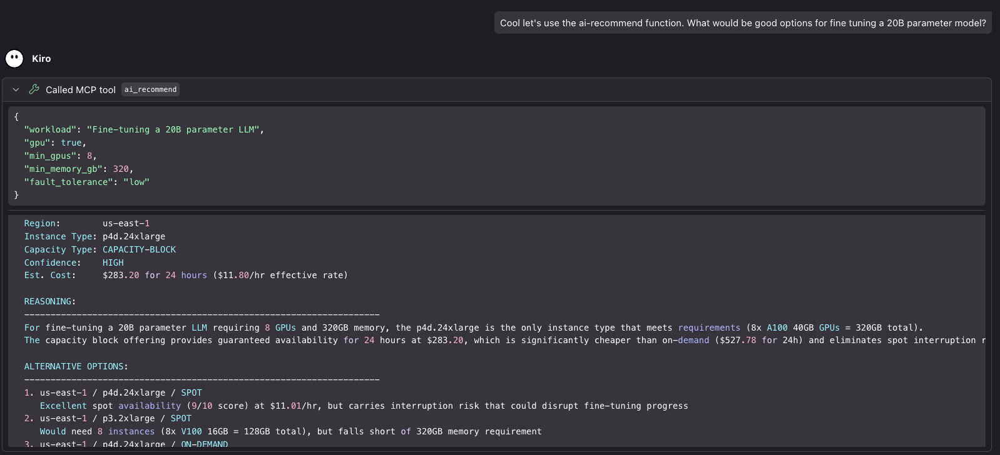 Cool let's use the ai-recommend function. What would be good options for fine tuning a 20B parameter model?
Kiro
Called MCP tool ai_recommend
{
"workload": "Fine-tuning a 20B parameter LLM",
"gpu": true,
"min_gpus": 8,
"min_memory_gb": 320,
"fault_tolerance": "low"
}
Region: us-east-1
Instance Type: p4d.24xlarge
Capacity Type: CAPACITY-BLOCK
Confidence: HIGH
Est. Cost: $283.20 for 24 hours ($11.80/hr effective rate)
REASONING:
--------------------------------------------------------------------
For fine-tuning a 20B parameter LLM requiring 8 GPUs and 320GB memory, the p4d.24xlarge is the only instance type that meets requirements (8x A100 40GB GPUs = 320GB total).
The capacity block offering provides guaranteed availability for 24 hours at $283.20, which is significantly cheaper than on-demand ($527.78 for 24h) and eliminates spot interruption
ALTERNATIVE OPTIONS:
--------------------------------------------------------------------
1. us-east-1 / p4d.24xlarge / SPOT
Excellent spot availability (9/10 score) at $11.01/hr, but carries interruption risk that could disrupt fine-tuning progress
2. us-east-1 / p3.2xlarge / SPOT
Would need 8 instances (8x V100 16GB = 128GB total), but falls short of 320GB memory requirement
3. us-east-1 / p4d.24xlarge / ON-DEMAND